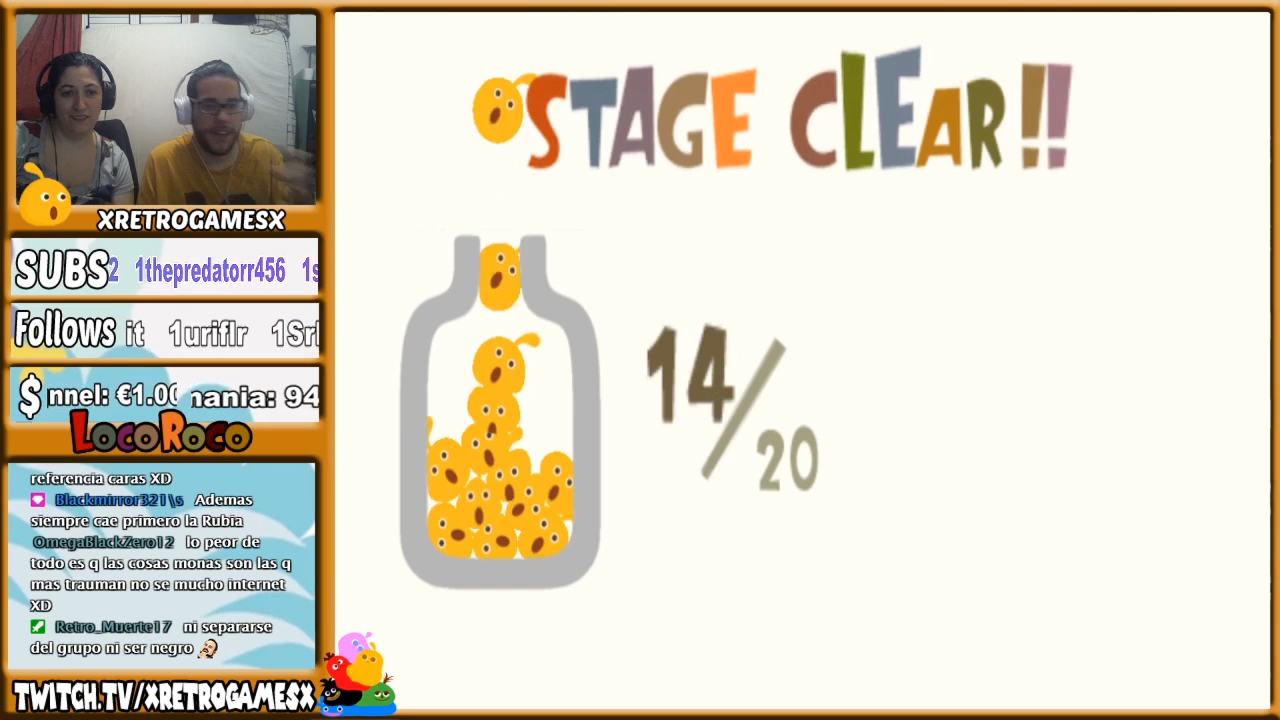 STAGE CLEAR!!
14/20
XRETROGAMESX
SUBS 2 1thepredatorr456 1s
Follows it 1uriflr 1Srl
$ nnel: €1.00 nania: 94
LocoRoco
referencia caras XD
Blackmirror321\s Ademas
siempre cae primero la Rubia
OmegaBlackZero12 lo peor de
todo es q las cosas monas son las q
mas trauman no se mucho internet
XD
Retro_Muerte17 ni separarse
del grupo ni ser negro
TWITCH.TV/XRETROGAMESX